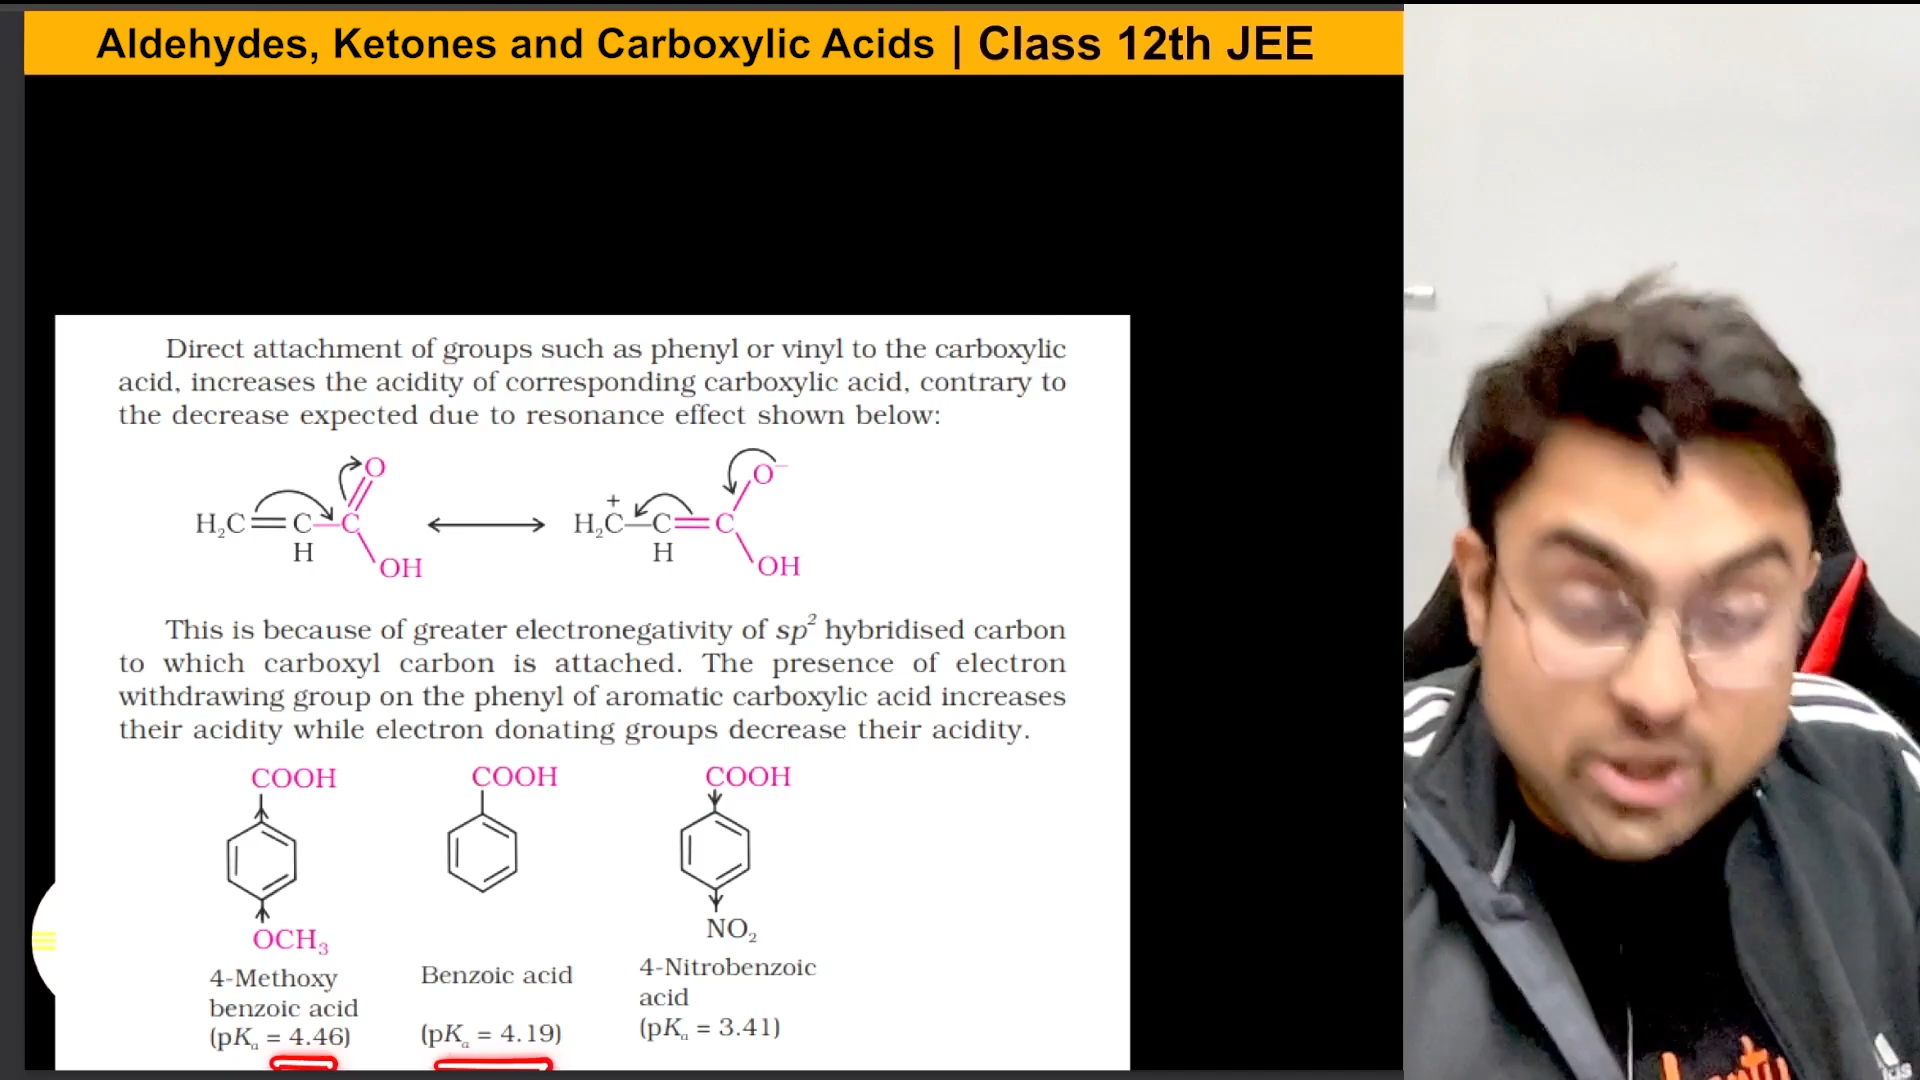 Aldehydes, Ketones and Carboxylic Acids | Class 12th JEE
Direct attachment of groups such as phenyl or vinyl to the carboxylic
acid, increases the acidity of corresponding carboxylic acid, contrary to
the decrease expected due to resonance effect shown below:
O
H₂C=C–C
H
OH
O⁻
+
H₂C–C=C
H
OH
This is because of greater electronegativity of sp² hybridised carbon
to which carboxyl carbon is attached. The presence of electron
withdrawing group on the phenyl of aromatic carboxylic acid increases
their acidity while electron donating groups decrease their acidity.
COOH COOH COOH
OCH₃ NO₂
4-Methoxy
benzoic acid
(pKₐ = 4.46)
Benzoic acid
(pKₐ = 4.19)
4-Nitrobenzoic
acid
(pKₐ = 3.41)